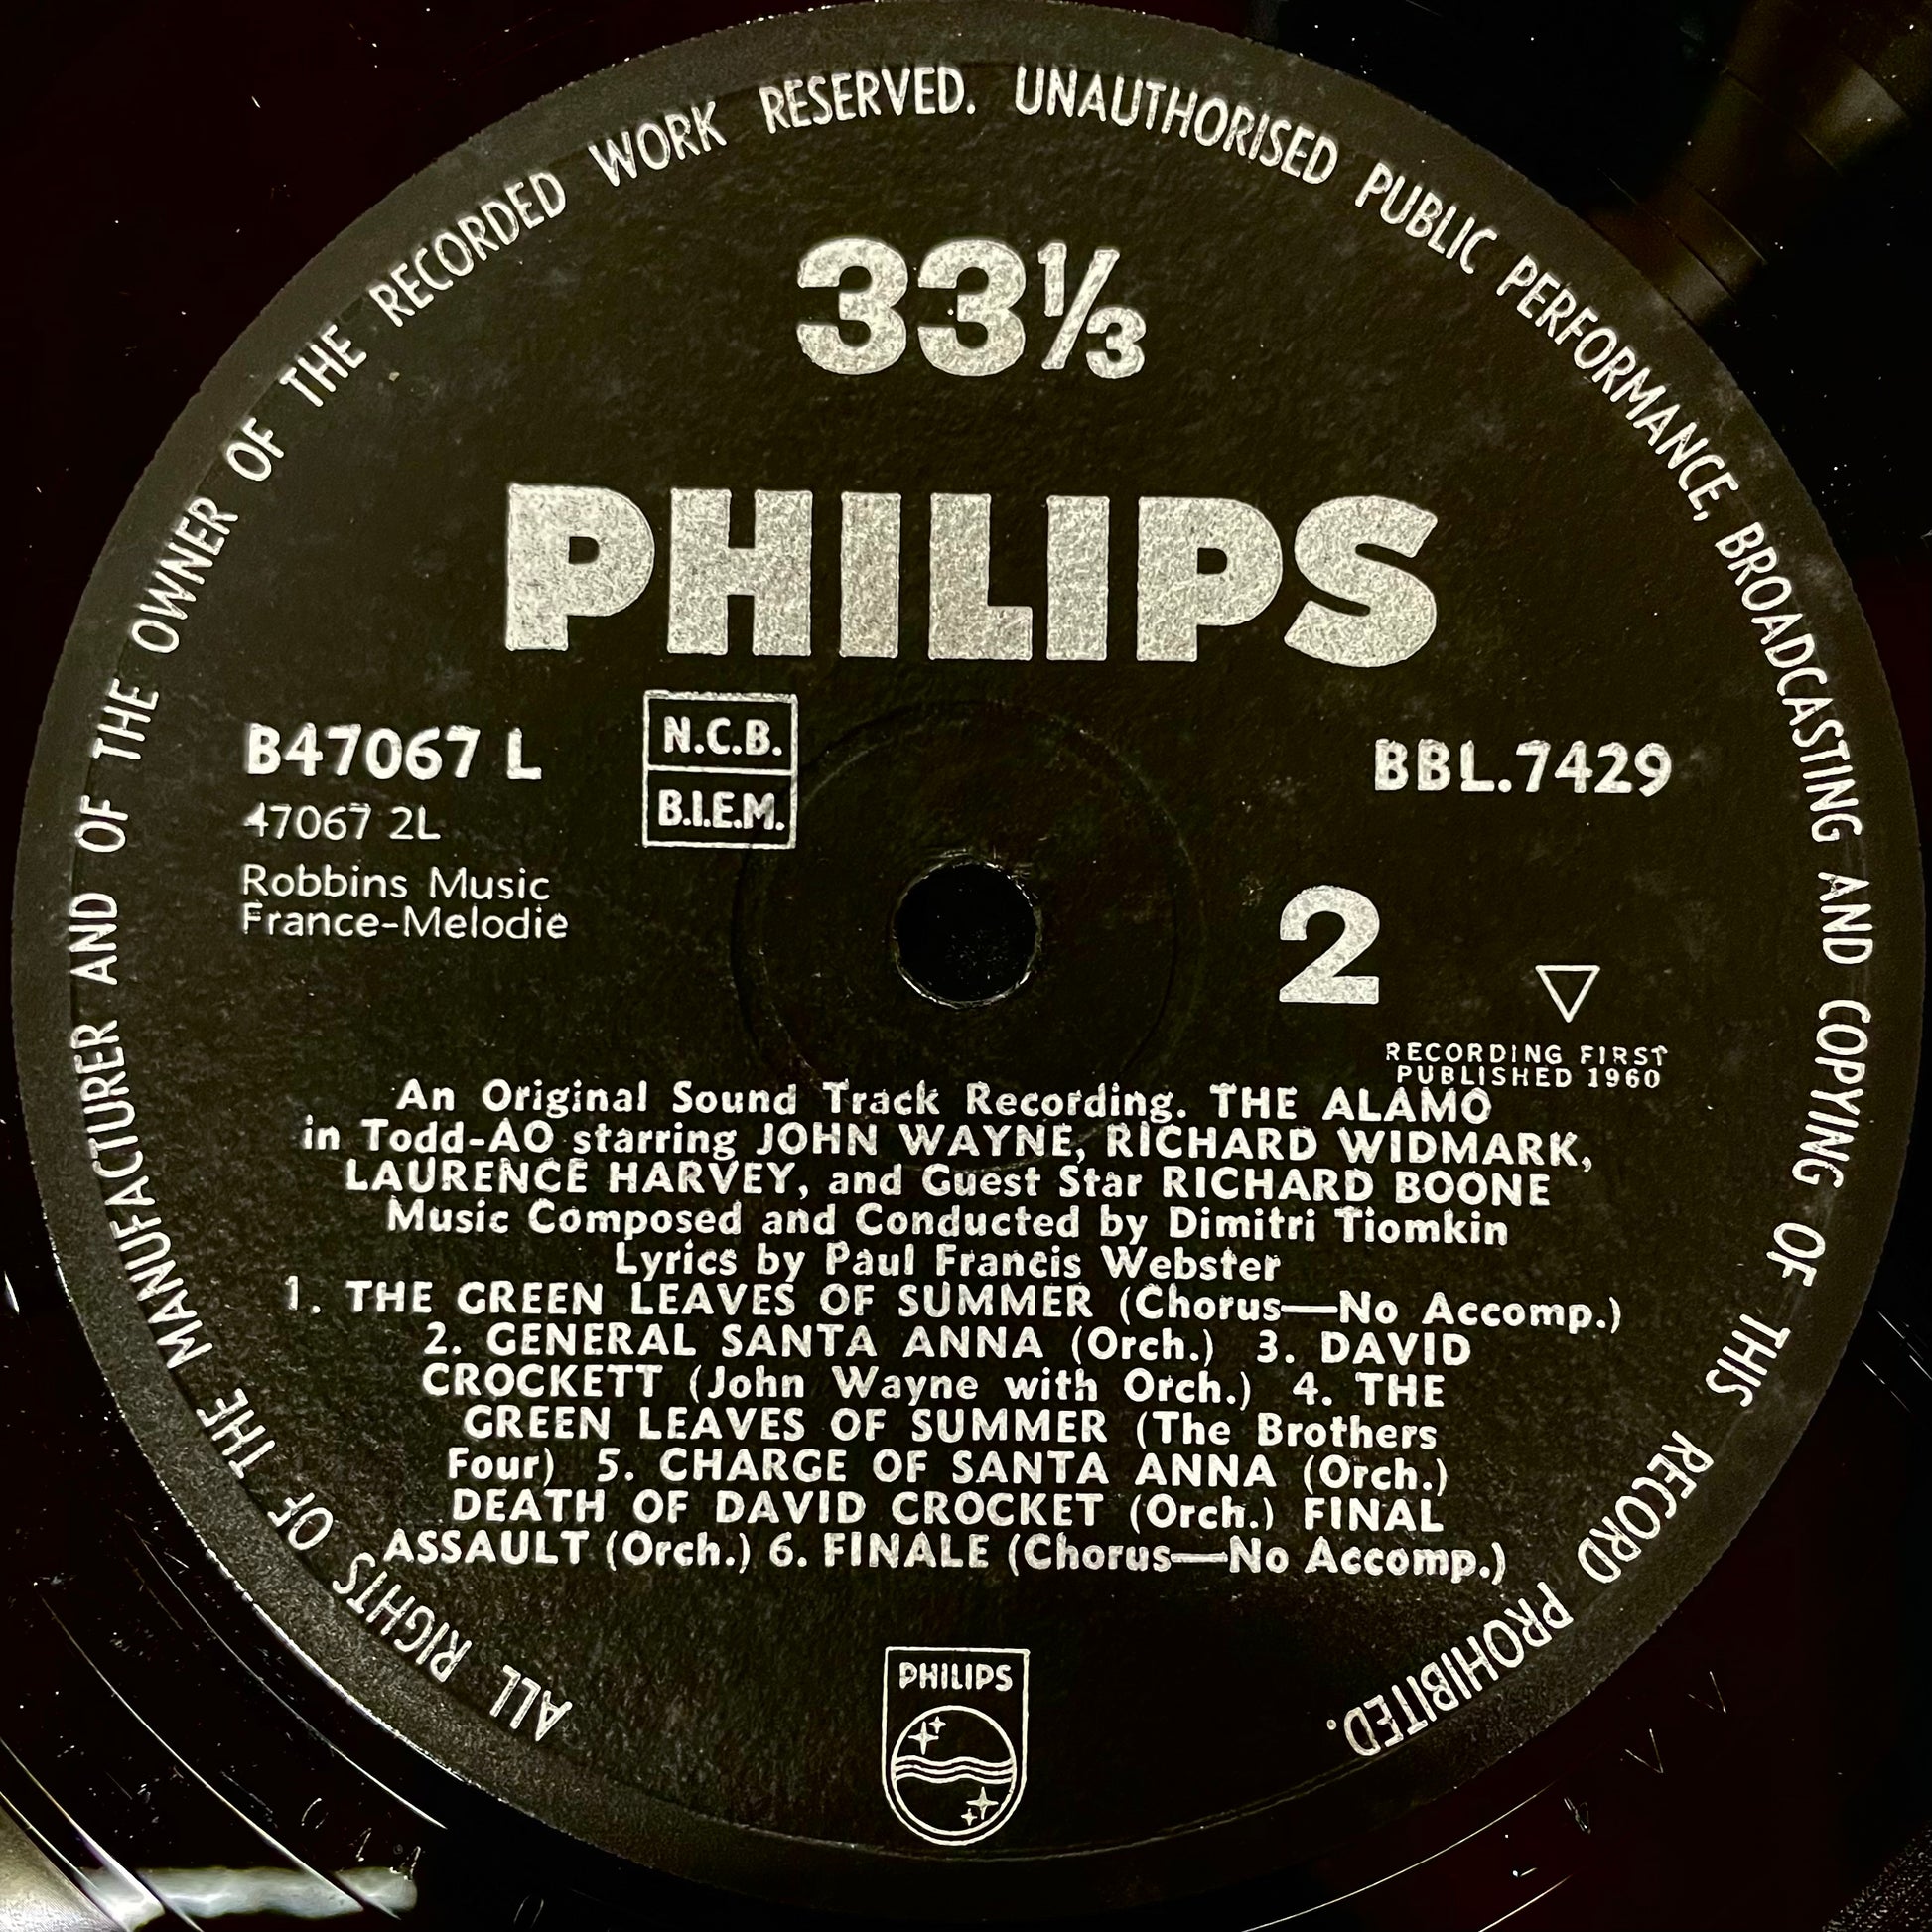 ALL RIGHTS OF THE MANUFACTURER AND OF THE OWNER OF THE RECORDED WORK RESERVED. UNAUTHORISED PUBLIC PERFORMANCE, BROADCASTING AND COPYING OF THIS RECORD PROHIBITED.
33⅓
PHILIPS
B47067 L
47067 2L
Robbins Music
France-Melodie
N.C.B.
B.I.E.M.
BBL.7429
2
RECORDING FIRST
PUBLISHED 1960
An Original Sound Track Recording. THE ALAMO
in Todd-AO starring JOHN WAYNE, RICHARD WIDMARK,
LAURENCE HARVEY, and Guest Star RICHARD BOONE
Music Composed and Conducted by Dimitri Tiomkin
Lyrics by Paul Francis Webster
1. THE GREEN LEAVES OF SUMMER (Chorus—No Accomp.)
2. GENERAL SANTA ANNA (Orch.) 3. DAVID
CROCKETT (John Wayne with Orch.) 4. THE
GREEN LEAVES OF SUMMER (The Brothers
Four) 5. CHARGE OF SANTA ANNA (Orch.)
DEATH OF DAVID CROCKET (Orch.) FINAL
ASSAULT (Orch.) 6. FINALE (Chorus—No Accomp.)
PHILIPS